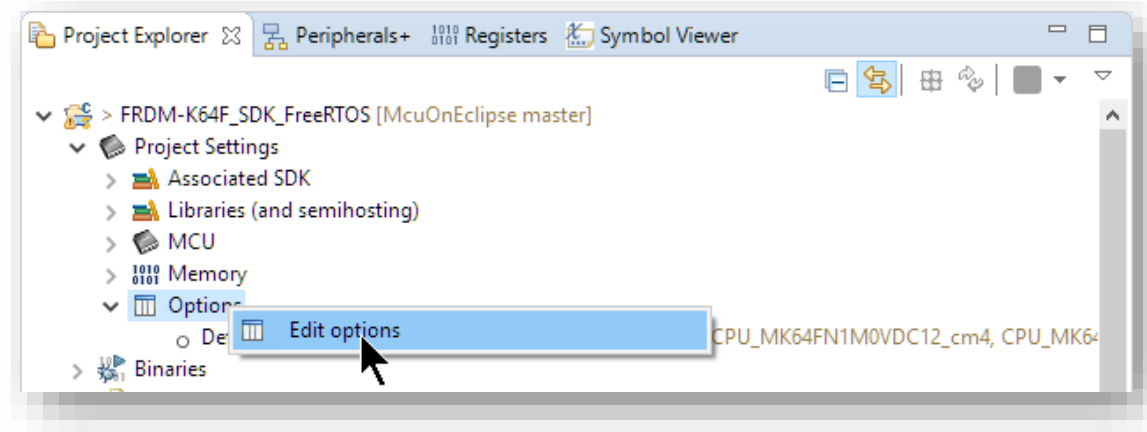 Project Explorer Peripherals+ Registers Symbol Viewer
> FRDM-K64F_SDK_FreeRTOS [McuOnEclipse master]
Project Settings
Associated SDK
Libraries (and semihosting)
MCU
Memory
Options
Edit options
CPU_MK64FN1M0VDC12_cm4, CPU_MK64
Binaries